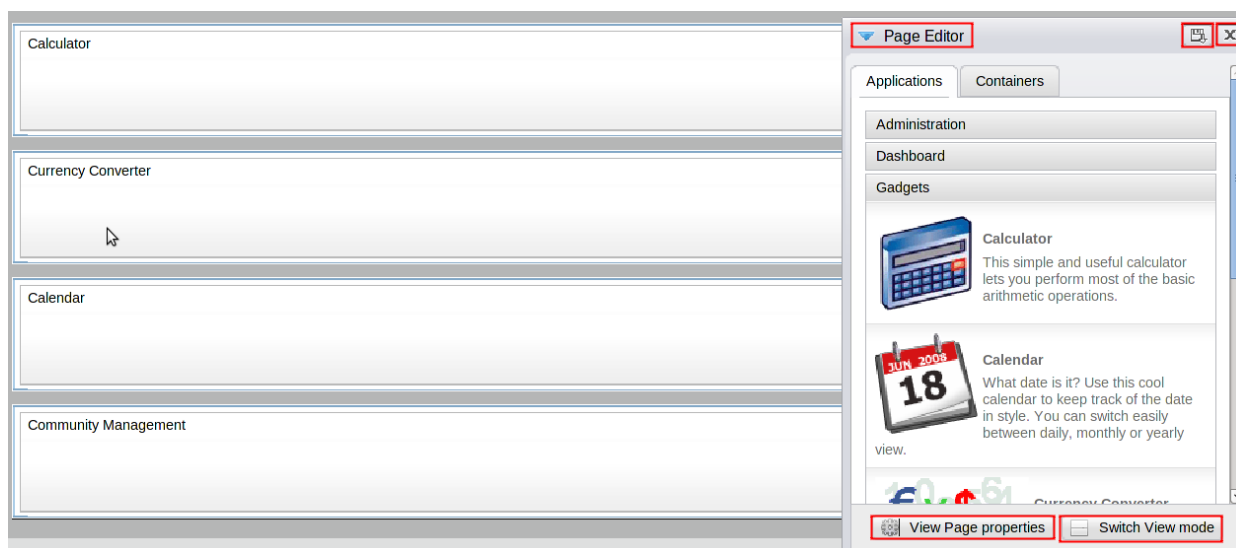 Calculator
Currency Converter
Calendar
Community Management
Page Editor
Applications
Containers
Administration
Dashboard
Gadgets
Calculator
This simple and useful calculator
lets you perform most of the basic
arithmetic operations.
JUN 2008
18
Calendar
What date is it? Use this cool
calendar to keep track of the date
in style. You can switch easily
between daily, monthly or yearly
view.
Currency Converter
View Page properties
Switch View mode